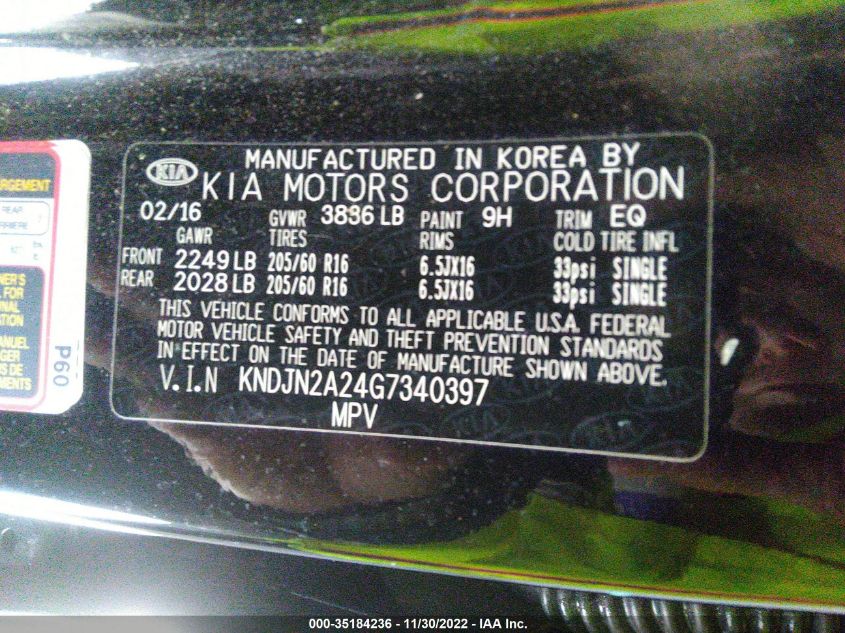 MANUFACTURED IN KOREA BY
KIA
KIA MOTORS CORPORATION
02/16 GVWR 3836 LB PAINT 9H TRIM EQ
GAWR TIRES RIMS COLD TIRE INFL
FRONT 2249 LB 205/60 R16 6.5JX16 33psi SINGLE
REAR 2028 LB 205/60 R16 6.5JX16 33psi SINGLE
THIS VEHICLE CONFORMS TO ALL APPLICABLE U.S.A. FEDERAL
MOTOR VEHICLE SAFETY AND THEFT PREVENTION STANDARDS
IN EFFECT ON THE DATE OF MANUFACTURE SHOWN ABOVE.
V.I.N KNDJN2A24G7340397
MPV
ARGEMENT
REAR
P60
000-35184236 - 11/30/2022 - IAA Inc.